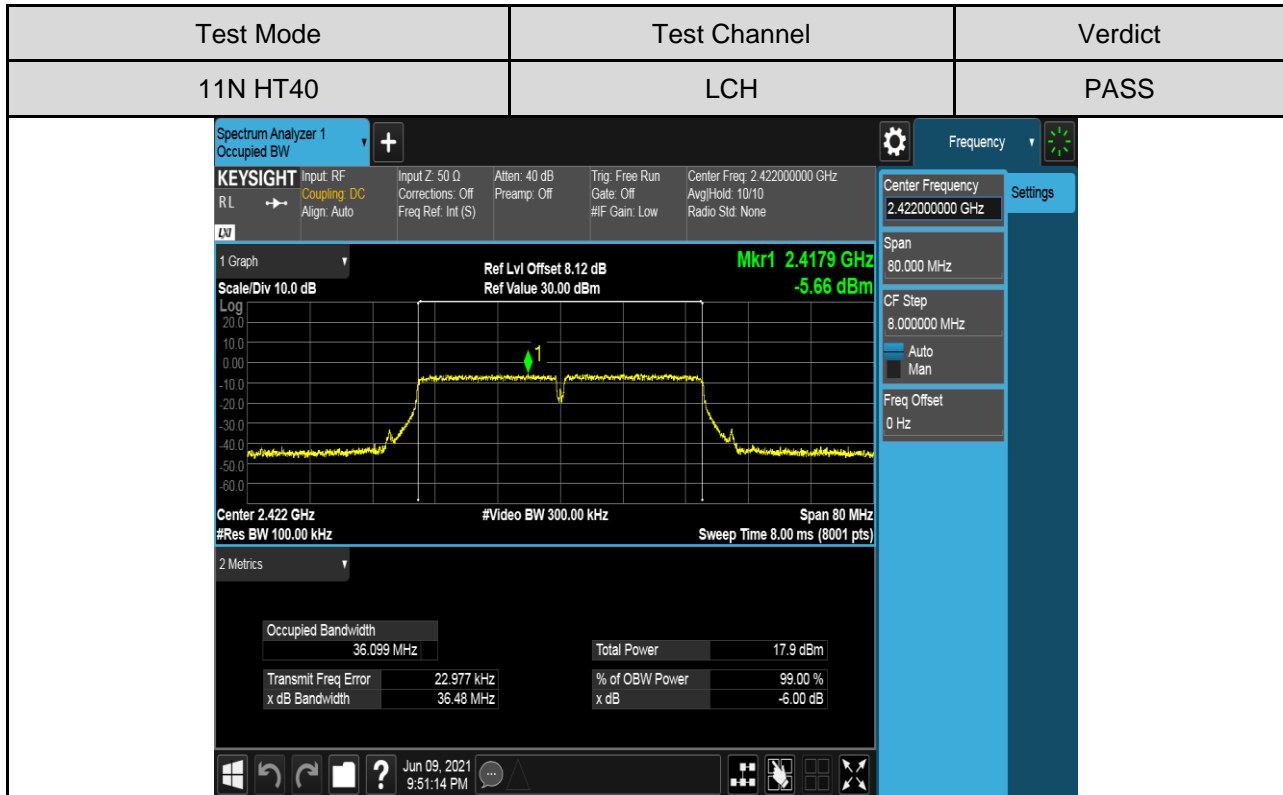 Test Mode Test Channel Verdict
11N HT40 LCH PASS
Spectrum Analyzer 1
Occupied BW
+
Frequency
KEYSIGHT
RL
LXI
Input: RF
Coupling: DC
Align: Auto
Input Z: 50 Ω
Corrections: Off
Freq Ref: Int (S)
Atten: 40 dB
Preamp: Off
Trig: Free Run
Gate: Off
#IF Gain: Low
Center Freq: 2.422000000 GHz
Avg|Hold: 10/10
Radio Std: None
Center Frequency
2.422000000 GHz
Settings
Span
80.000 MHz
CF Step
8.000000 MHz
Auto
Man
Freq Offset
0 Hz
1 Graph
Scale/Div 10.0 dB
Ref Lvl Offset 8.12 dB
Ref Value 30.00 dBm
Mkr1 2.4179 GHz
-5.66 dBm
Log
20.0
10.0
0.00
-10.0
-20.0
-30.0
-40.0
-50.0
-60.0
1
Center 2.422 GHz #Video BW 300.00 kHz Span 80 MHz
#Res BW 100.00 kHz Sweep Time 8.00 ms (8001 pts)
2 Metrics
Occupied Bandwidth
36.099 MHz
Total Power 17.9 dBm
Transmit Freq Error 22.977 kHz
% of OBW Power 99.00 %
x dB Bandwidth 36.48 MHz
x dB -6.00 dB
?
Jun 09, 2021
9:51:14 PM